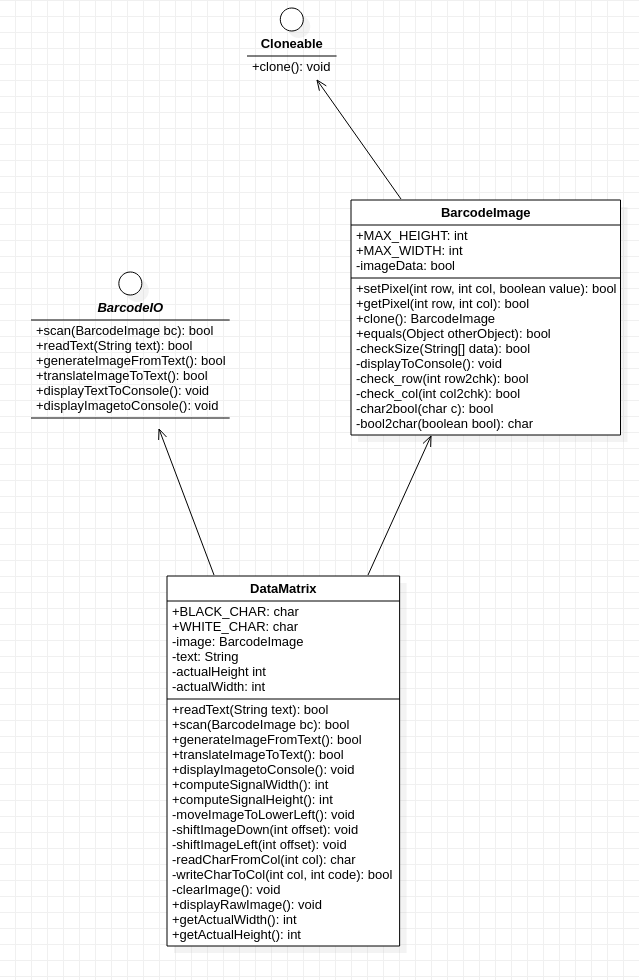 Cloneable
+clone(): void
BarcodeImage
+MAX_HEIGHT: int
+MAX_WIDTH: int
-imageData: bool
+setPixel(int row, int col, boolean value): bool
+getPixel(int row, int col): bool
+clone(): BarcodeImage
+equals(Object otherObject): bool
-checkSize(String[] data): bool
-displayToConsole(): void
-check_row(int row2chk): bool
-check_col(int col2chk): bool
-char2bool(char c): bool
-bool2char(boolean bool): char
BarcodeIO
+scan(BarcodeImage bc): bool
+readText(String text): bool
+generateImageFromText(): bool
+translateImageToText(): bool
+displayTextToConsole(): void
+displayImagetoConsole(): void
DataMatrix
+BLACK_CHAR: char
+WHITE_CHAR: char
-image: BarcodeImage
-text: String
-actualHeight int
-actualWidth: int
+readText(String text): bool
+scan(BarcodeImage bc): bool
+generateImageFromText(): bool
+translateImageToText(): bool
+displayImagetoConsole(): void
+computeSignalWidth(): int
+computeSignalHeight(): int
-moveImageToLowerLeft(): void
-shiftImageDown(int offset): void
-shiftImageLeft(int offset): void
-readCharFromCol(int col): char
-writeCharToCol(int col, int code): bool
-clearImage(): void
+displayRawImage(): void
+getActualWidth(): int
+getActualHeight(): int